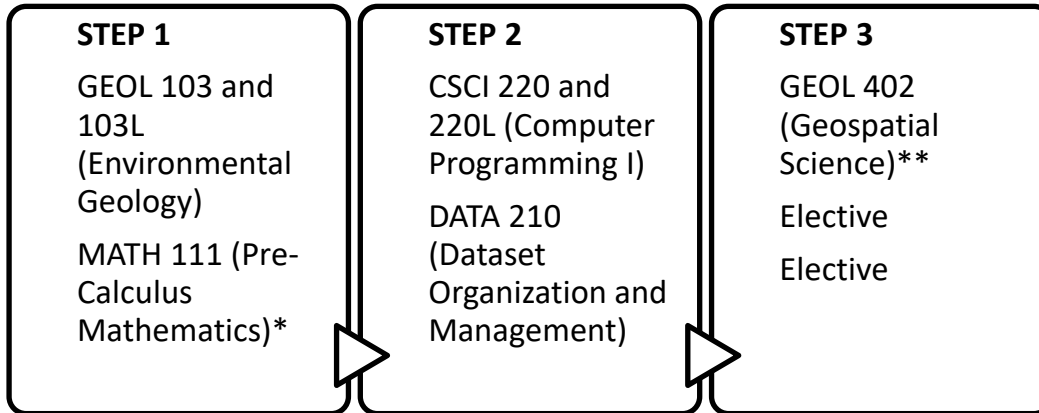 STEP 1
GEOL 103 and
103L
(Environmental
Geology)
MATH 111 (Pre-
Calculus
Mathematics)*
STEP 2
CSCI 220 and
220L (Computer
Programming I)
DATA 210
(Dataset
Organization and
Management)
STEP 3
GEOL 402
(Geospatial
Science)**
Elective
Elective